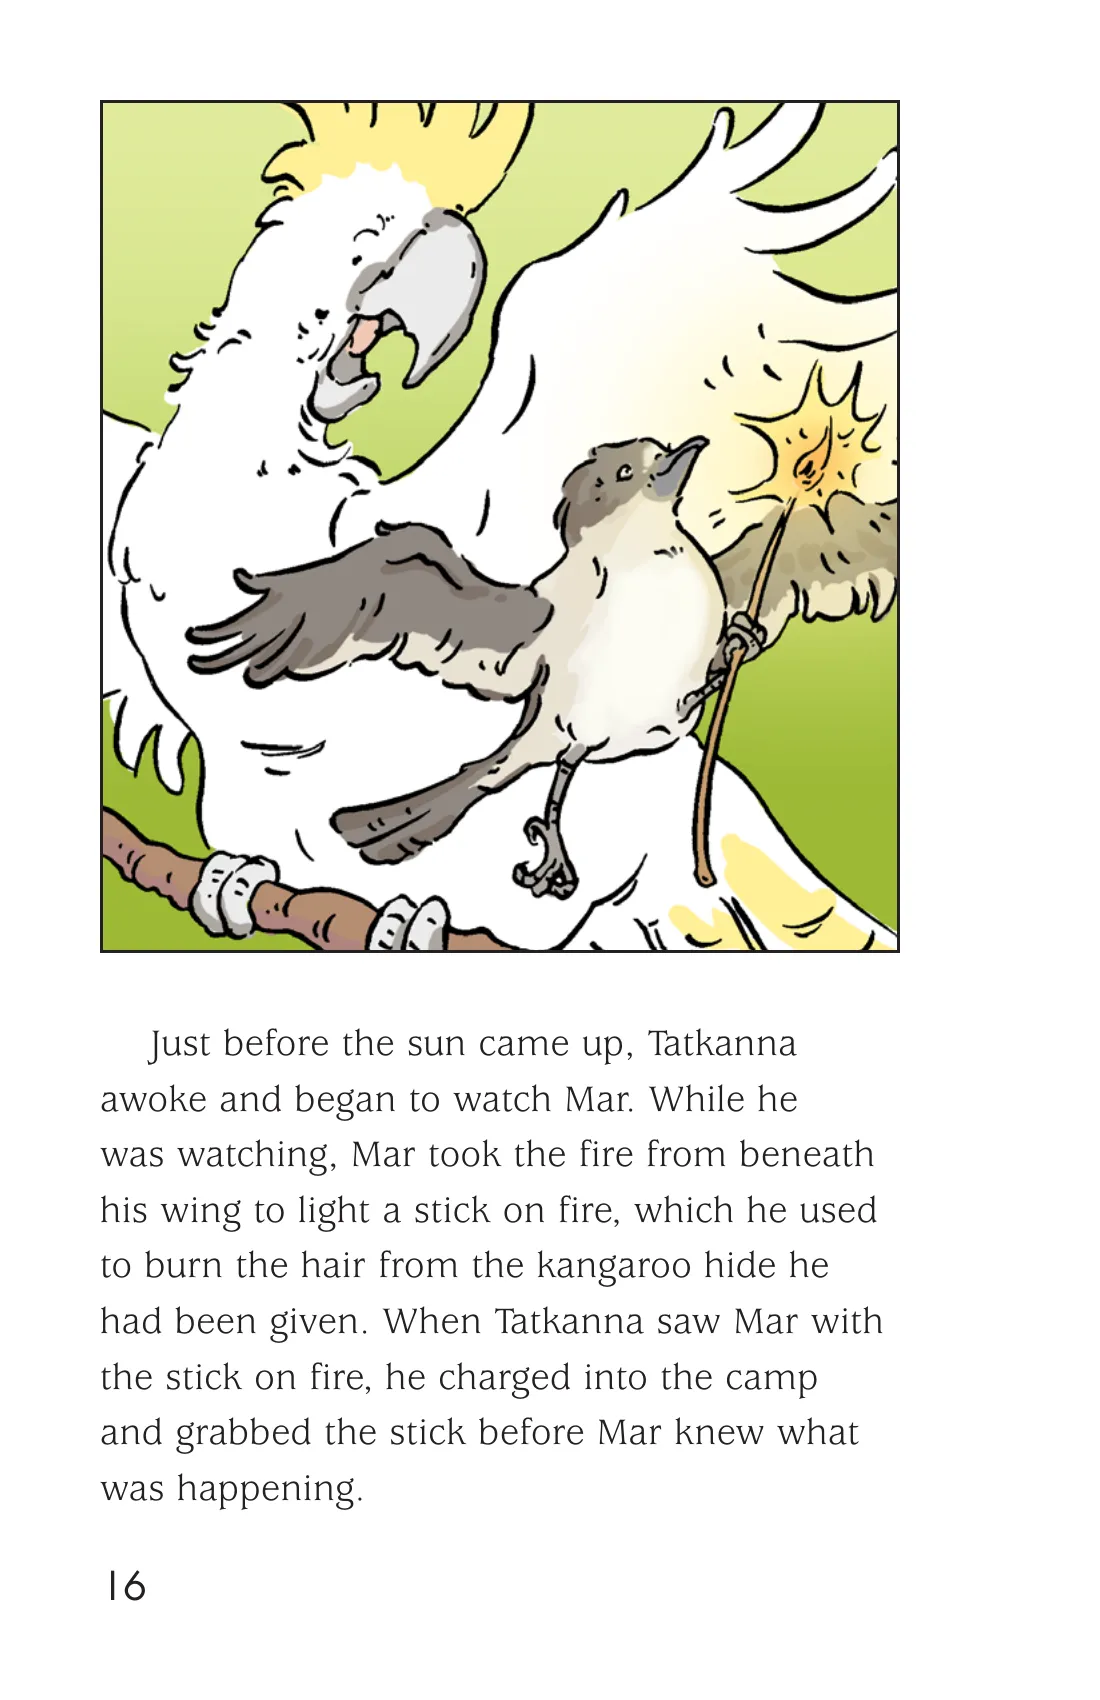 Just before the sun came up, Tatkanna
awoke and began to watch Mar. While he
was watching, Mar took the fire from beneath
his wing to light a stick on fire, which he used
to burn the hair from the kangaroo hide he
had been given. When Tatkanna saw Mar with
the stick on fire, he charged into the camp
and grabbed the stick before Mar knew what
was happening.
16